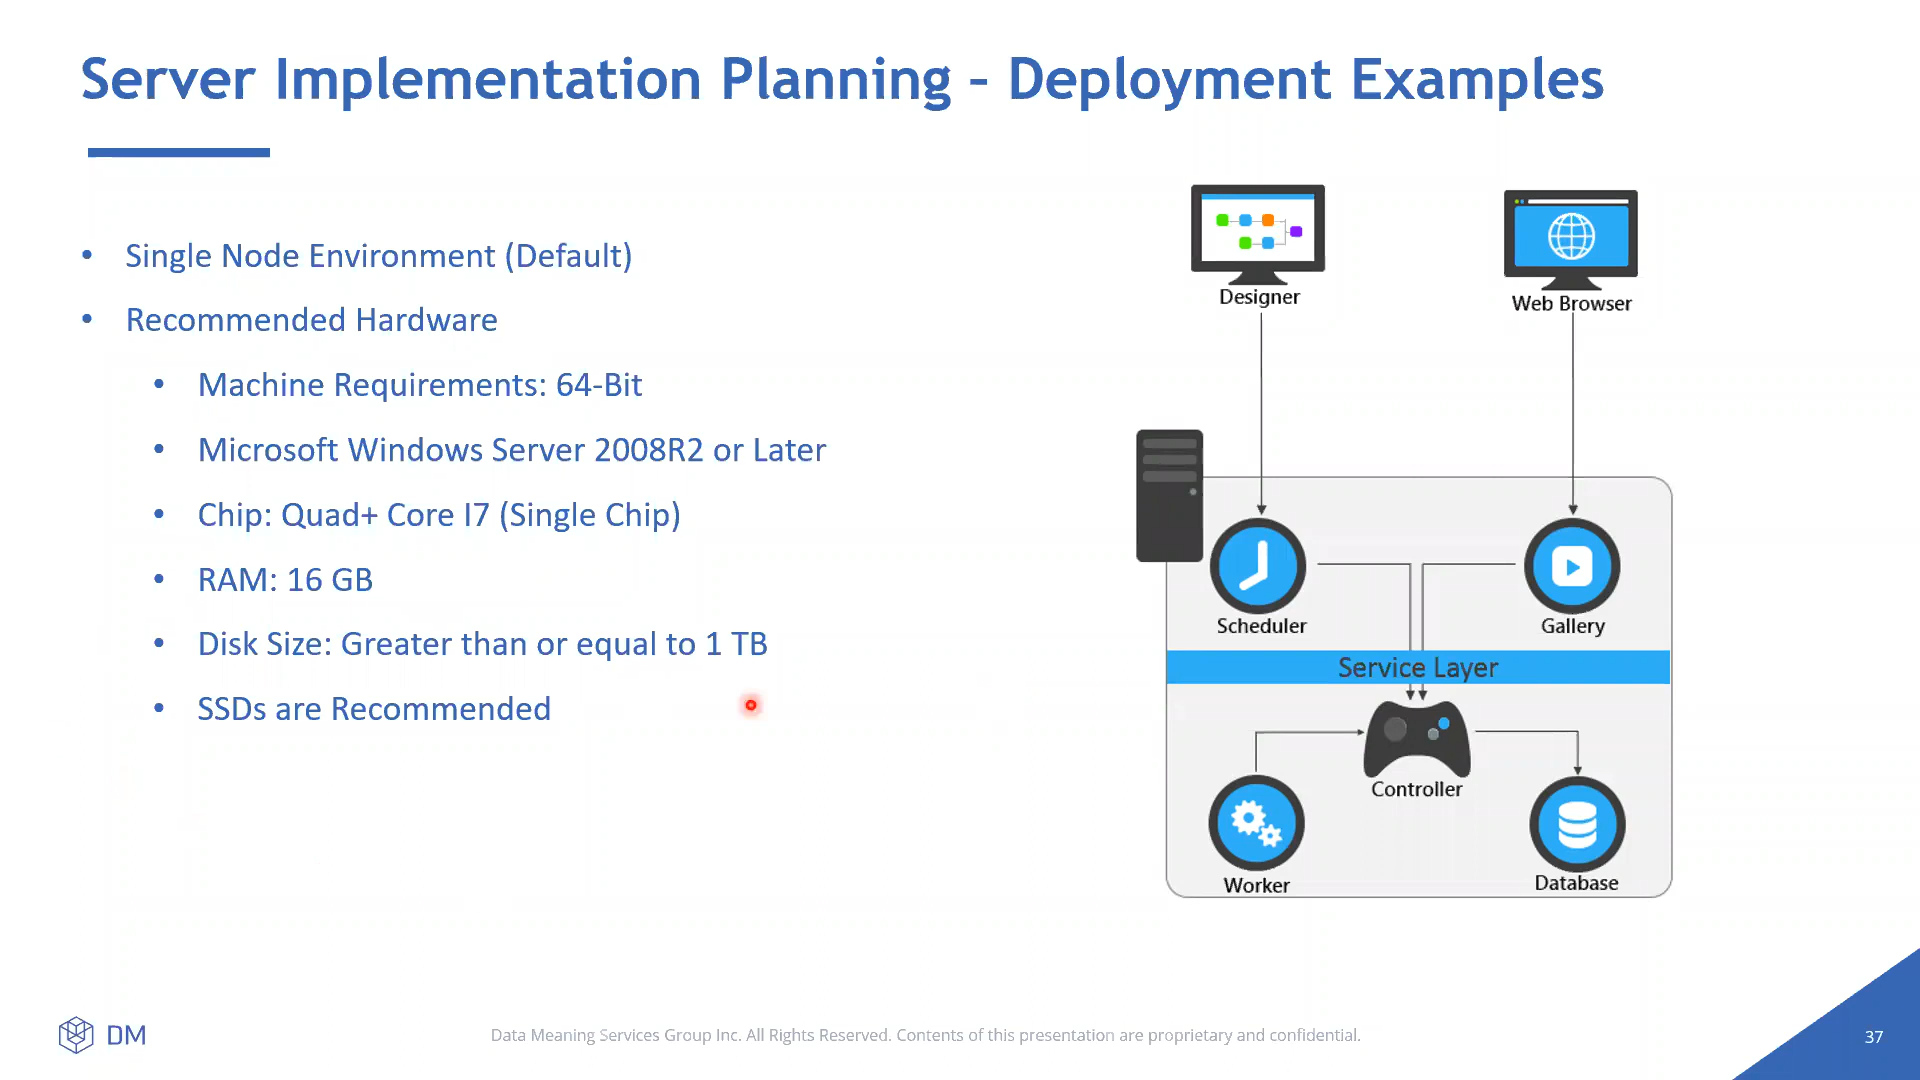 Server Implementation Planning – Deployment Examples
• Single Node Environment (Default)
• Recommended Hardware
• Machine Requirements: 64-Bit
• Microsoft Windows Server 2008R2 or Later
• Chip: Quad+ Core I7 (Single Chip)
• RAM: 16 GB
• Disk Size: Greater than or equal to 1 TB
• SSDs are Recommended
Designer
Web Browser
Scheduler
Gallery
Service Layer
Controller
Worker
Database
DM
Data Meaning Services Group Inc. All Rights Reserved. Contents of this presentation are proprietary and confidential.
37